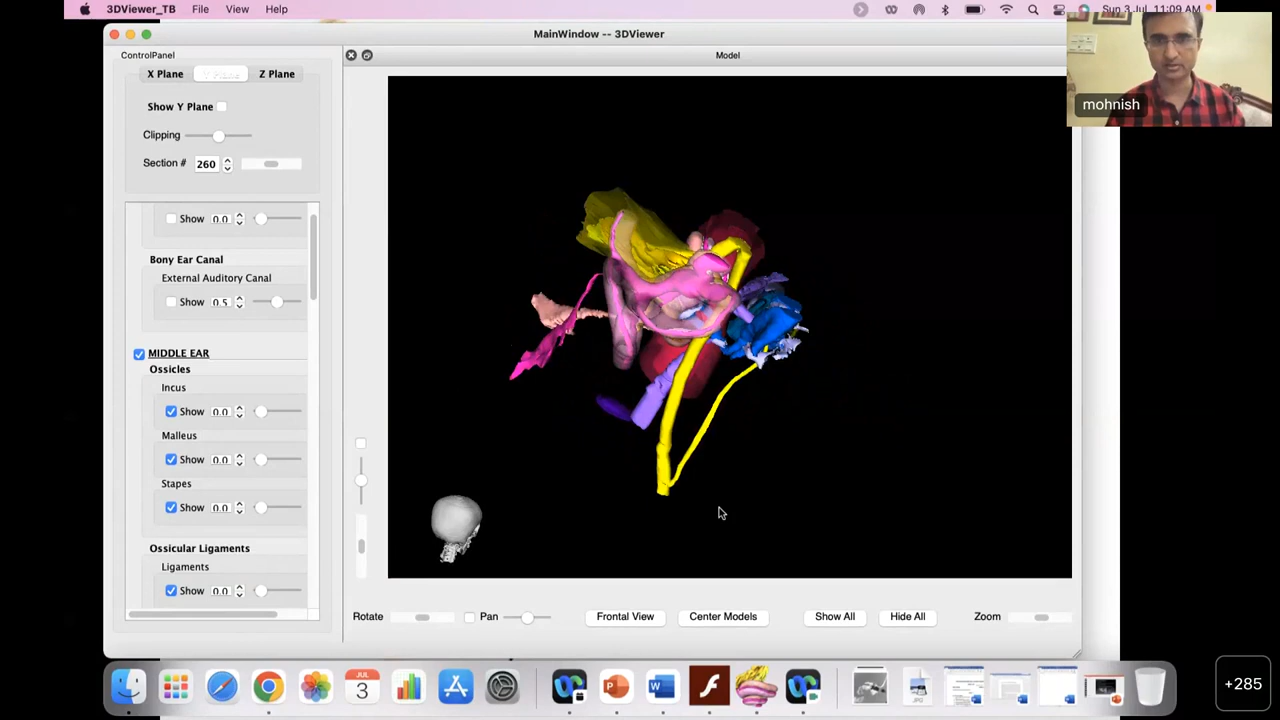 3DViewer_TB File View Help
Sun 3 Jul 11:09 AM
MainWindow -- 3DViewer
mohnish
ControlPanel
Model
X Plane Y Plane Z Plane
Show Y Plane
Clipping
Section # 260
Show 0.0
Bony Ear Canal
External Auditory Canal
Show 0.5
MIDDLE EAR
Ossicles
Incus
Show 0.0
Malleus
Show 0.0
Stapes
Show 0.0
Ossicular Ligaments
Ligaments
Show 0.0
Rotate Pan Frontal View Center Models Show All Hide All Zoom
JUL
3
+285